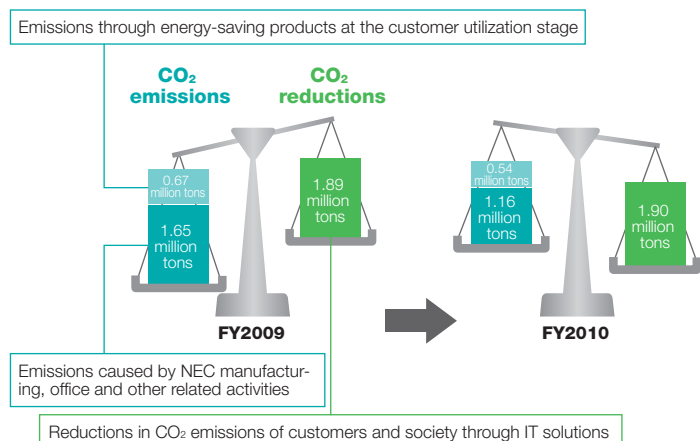 Emissions through energy-saving products at the customer utilization stage
CO₂
emissions
CO₂
reductions
0.67
million tons
1.65
million
tons
1.89
million
tons
FY2009
0.54
million tons
1.16
million
tons
1.90
million
tons
FY2010
Emissions caused by NEC manufactur-
ing, office and other related activities
Reductions in CO₂ emissions of customers and society through IT solutions